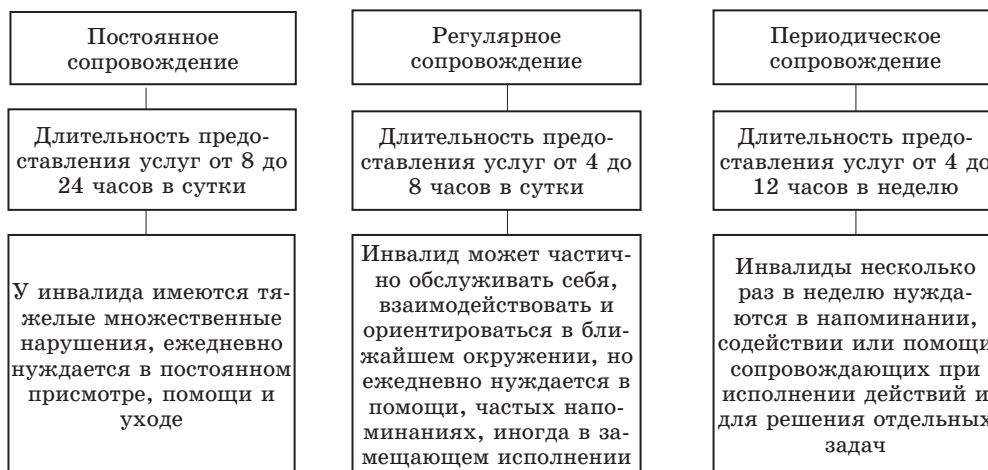 Постоянное
сопровождение
Длительность предо-
ставления услуг от 8 до
24 часов в сутки
У инвалида имеются тя-
желые множественные
нарушения, ежедневно
нуждается в постоянном
присмотре, помощи и
уходе
Регулярное
сопровождение
Длительность предо-
ставления услуг от 4 до
8 часов в сутки
Инвалид может частич-
но обслуживать себя,
взаимодействовать и
ориентироваться в бли-
жайшем окружении, но
ежедневно нуждается в
помощи, частых напо-
минаниях, иногда в за-
мещающем исполнении
Периодическое
сопровождение
Длительность предо-
ставления услуг от 4 до
12 часов в неделю
Инвалиды несколько
раз в неделю нужда-
ются в напоминании,
содействии или помощи
сопровождающих при
исполнении действий и
для решения отдельных
задач